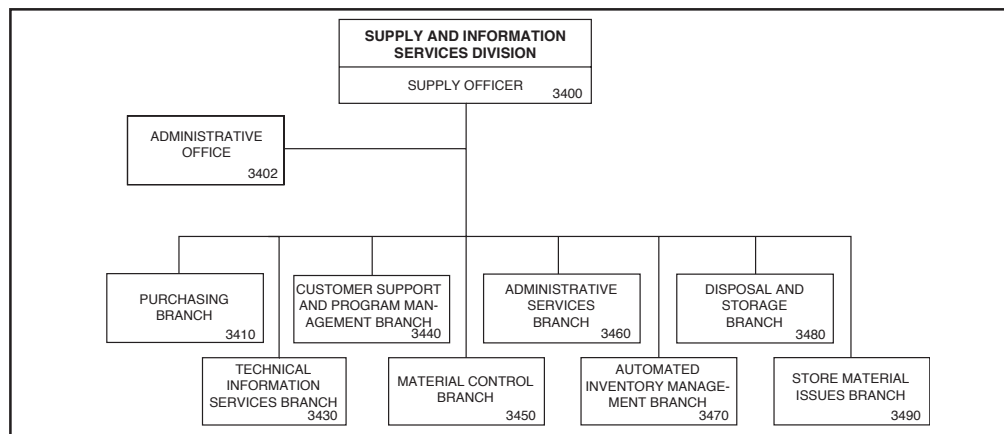 SUPPLY AND INFORMATION
SERVICES DIVISION
SUPPLY OFFICER
3400
ADMINISTRATIVE
OFFICE
3402
PURCHASING
BRANCH
3410
CUSTOMER SUPPORT
AND PROGRAM MAN-
AGEMENT BRANCH
3440
ADMINISTRATIVE
SERVICES
BRANCH
3460
DISPOSAL AND
STORAGE
BRANCH
3480
TECHNICAL
INFORMATION
SERVICES BRANCH
3430
MATERIAL CONTROL
BRANCH
3450
AUTOMATED
INVENTORY MANAGE-
MENT BRANCH
3470
STORE MATERIAL
ISSUES BRANCH
3490